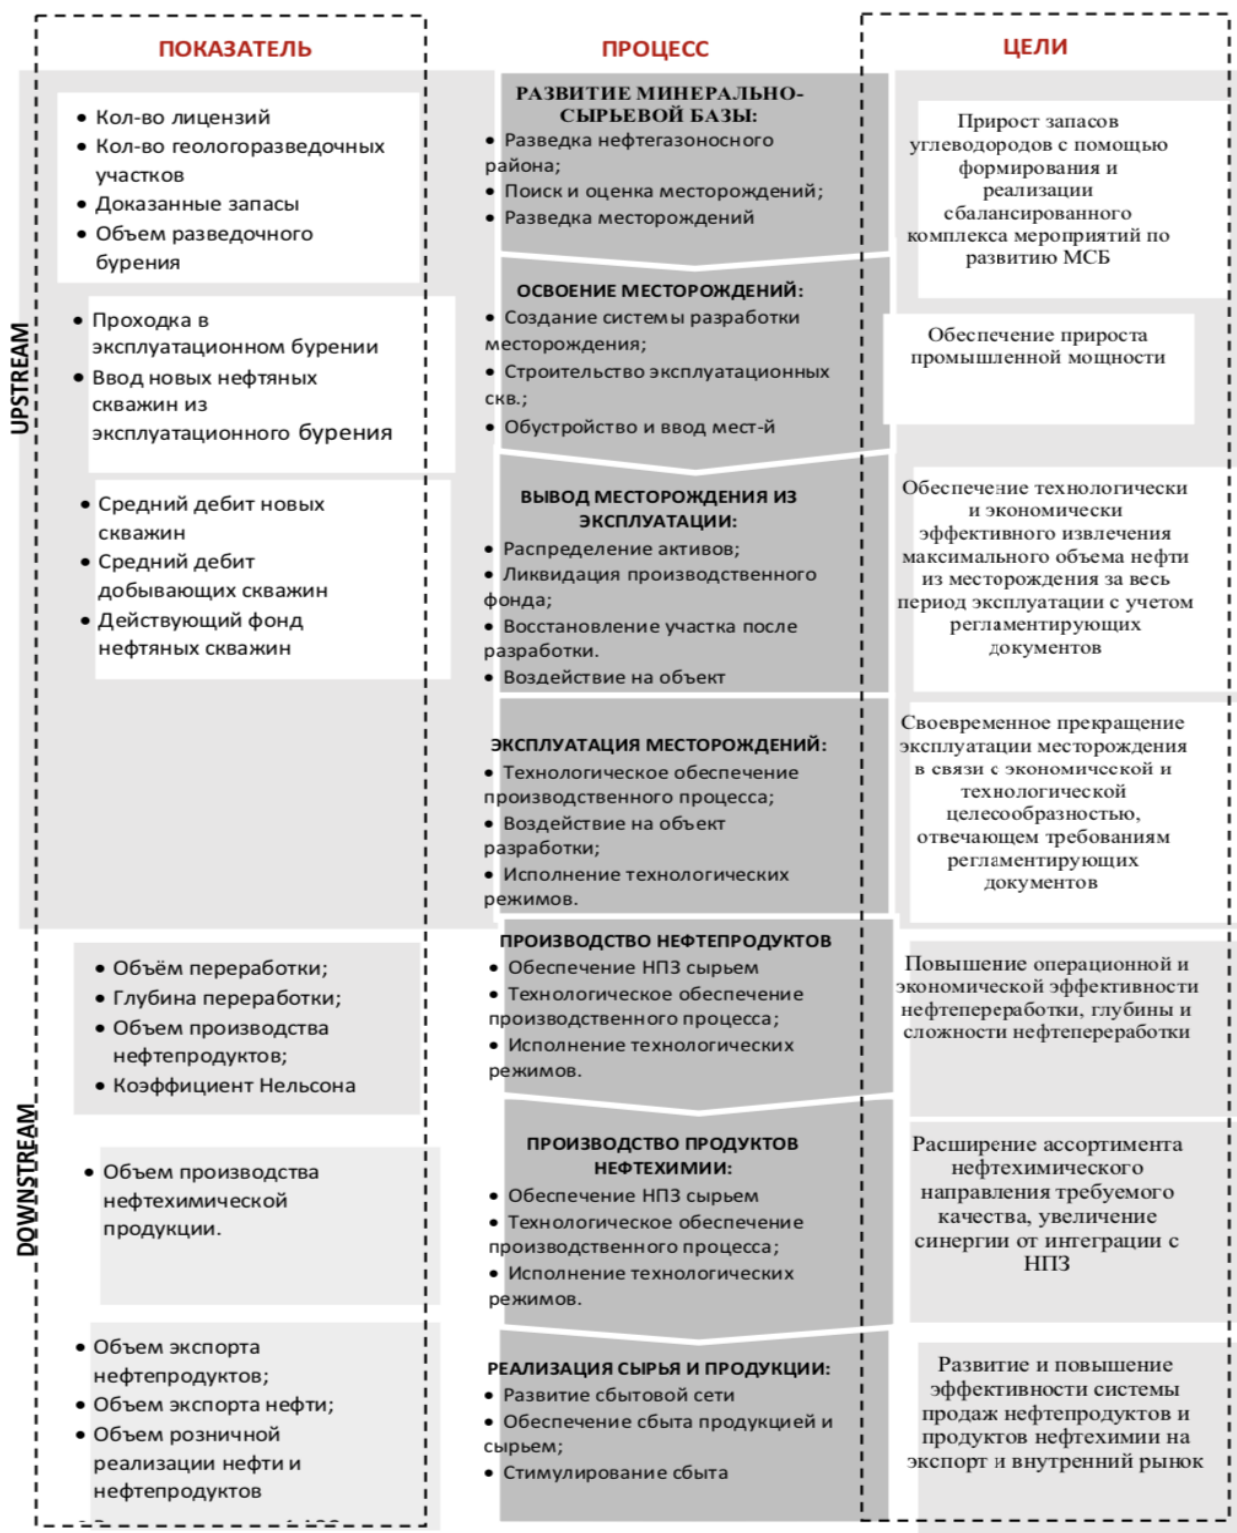 ПОКАЗАТЕЛЬ
ПРОЦЕСС
ЦЕЛИ
UPSTREAM
• Кол-во лицензий
• Кол-во геологоразведочных
участков
• Доказанные запасы
• Объем разведочного
бурения
РАЗВИТИЕ МИНЕРАЛЬНО-
СЫРЬЕВОЙ БАЗЫ:
• Разведка нефтегазоносного
района;
• Поиск и оценка месторождений;
• Разведка месторождений
Прирост запасов
углеводородов с помощью
формирования и
реализации
сбалансированного
комплекса мероприятий по
развитию МСБ
• Проходка в
эксплуатационном бурении
• Ввод новых нефтяных
скважин из
эксплуатационного бурения
ОСВОЕНИЕ МЕСТОРОЖДЕНИЙ:
• Создание системы разработки
месторождения;
• Строительство эксплуатационных
скв.;
• Обустройство и ввод мест-й
Обеспечение прироста
промышленной мощности
• Средний дебит новых
скважин
• Средний дебит
добывающих скважин
• Действующий фонд
нефтяных скважин
ВЫВОД МЕСТОРОЖДЕНИЯ ИЗ
ЭКСПЛУАТАЦИИ:
• Распределение активов;
• Ликвидация производственного
фонда;
• Восстановление участка после
разработки.
• Воздействие на объект
Обеспечение технологически
и экономически
эффективного извлечения
максимального объема нефти
из месторождения за весь
период эксплуатации с учетом
регламентирующих
документов
ЭКСПЛУАТАЦИЯ МЕСТОРОЖДЕНИЙ:
• Технологическое обеспечение
производственного процесса;
• Воздействие на объект
разработки;
• Исполнение технологических
режимов.
Своевременное прекращение
эксплуатации месторождения
в связи с экономической и
технологической
целесообразностью,
отвечающем требованиям
регламентирующих
документов
DOWNSTREAM
• Объём переработки;
• Глубина переработки;
• Объем производства
нефтепродуктов;
• Коэффициент Нельсона
ПРОИЗВОДСТВО НЕФТЕПРОДУКТОВ
• Обеспечение НПЗ сырьем
• Технологическое обеспечение
производственного процесса;
• Исполнение технологических
режимов.
Повышение операционной и
экономической эффективности
нефтепереработки, глубины и
сложности нефтепереработки
• Объем производства
нефтехимической
продукции.
ПРОИЗВОДСТВО ПРОДУКТОВ
НЕФТЕХИМИИ:
• Обеспечение НПЗ сырьем
• Технологическое обеспечение
производственного процесса;
• Исполнение технологических
режимов.
Расширение ассортимента
нефтехимического
направления требуемого
качества, увеличение
синергии от интеграции с
НПЗ
• Объем экспорта
нефтепродуктов;
• Объем экспорта нефти;
• Объем розничной
реализации нефти и
нефтепродуктов
РЕАЛИЗАЦИЯ СЫРЬЯ И ПРОДУКЦИИ:
• Развитие сбытовой сети
• Обеспечение сбыта продукцией и
сырьем;
• Стимулирование сбыта
Развитие и повышение
эффективности системы
продаж нефтепродуктов и
продуктов нефтехимии на
экспорт и внутренний рынок